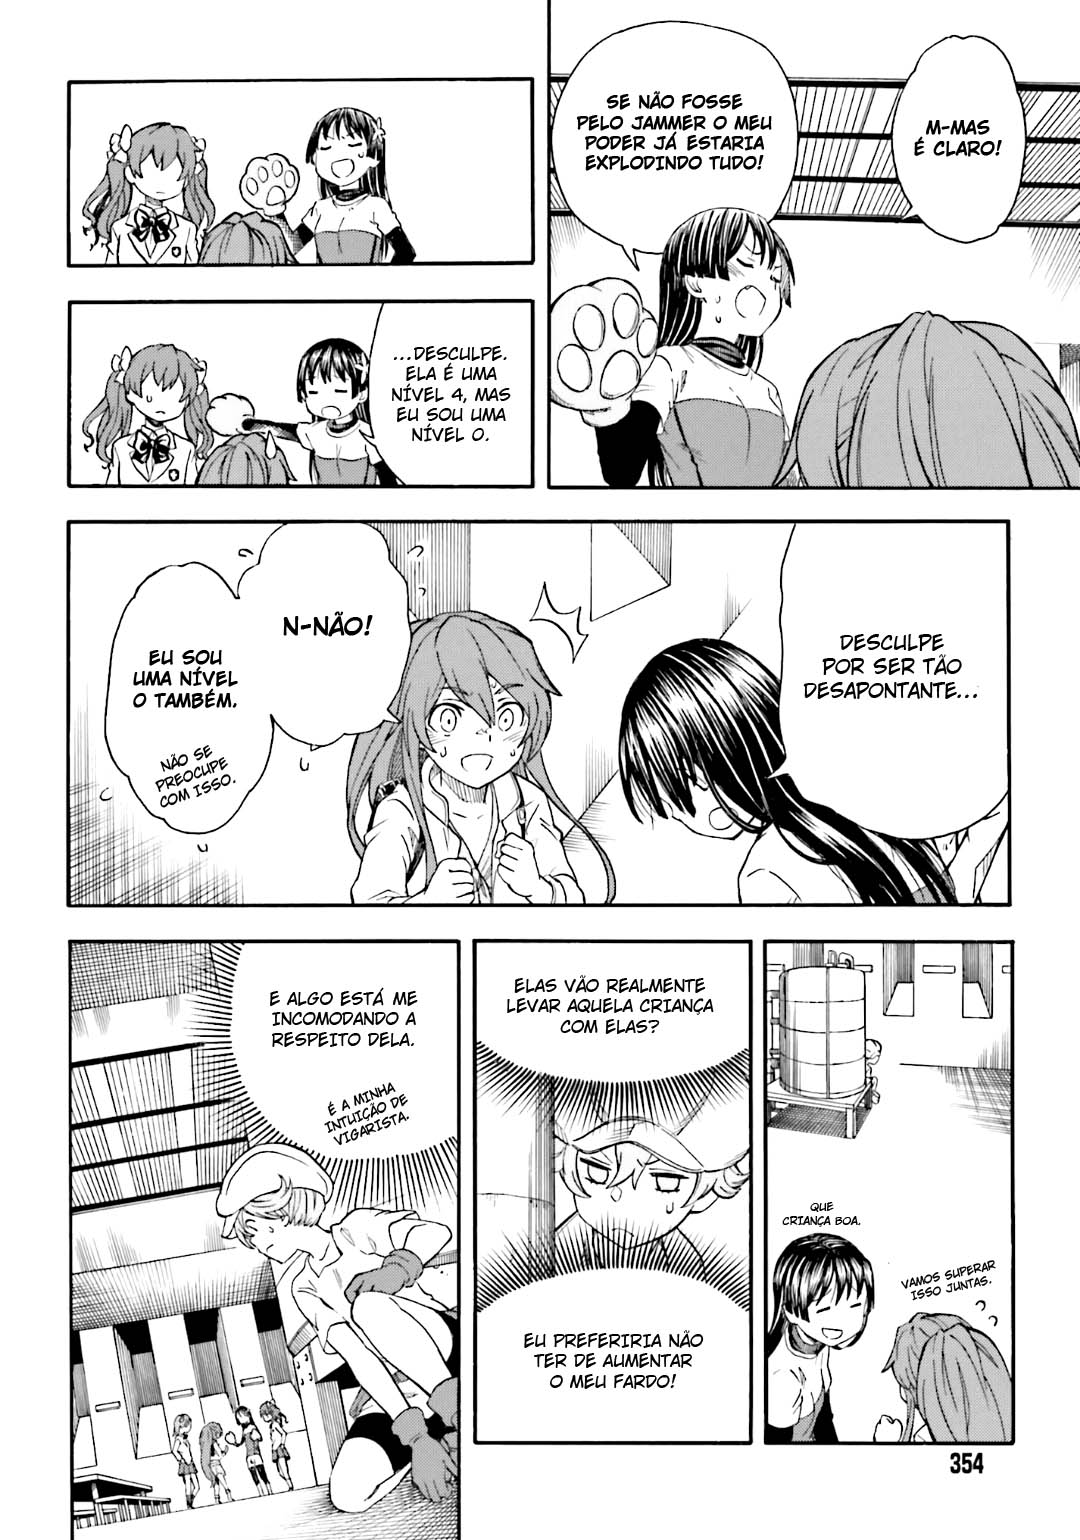 M-MAS
É CLARO!
SE NÃO FOSSE
PELO JAMMER O MEU
PODER JÁ ESTARIA
EXPLODINDO TUDO!
...DESCULPE.
ELA É UMA
NÍVEL 4, MAS
EU SOU UMA
NÍVEL 0.
DESCULPE
POR SER TÃO
DESAPONTANTE...
N-NÃO!
EU SOU
UMA NÍVEL
0 TAMBÉM.
NÃO SE
PREOCUPE
COM ISSO.
QUE
CRIANÇA BOA.
VAMOS SUPERAR
ISSO JUNTAS.
ELAS VÃO REALMENTE
LEVAR AQUELA CRIANÇA
COM ELAS?
EU PREFERIRIA NÃO
TER DE AUMENTAR
O MEU FARDO!
E ALGO ESTÁ ME
INCOMODANDO A
RESPEITO DELA.
É A MINHA
INTUIÇÃO DE
VIGARISTA.
354